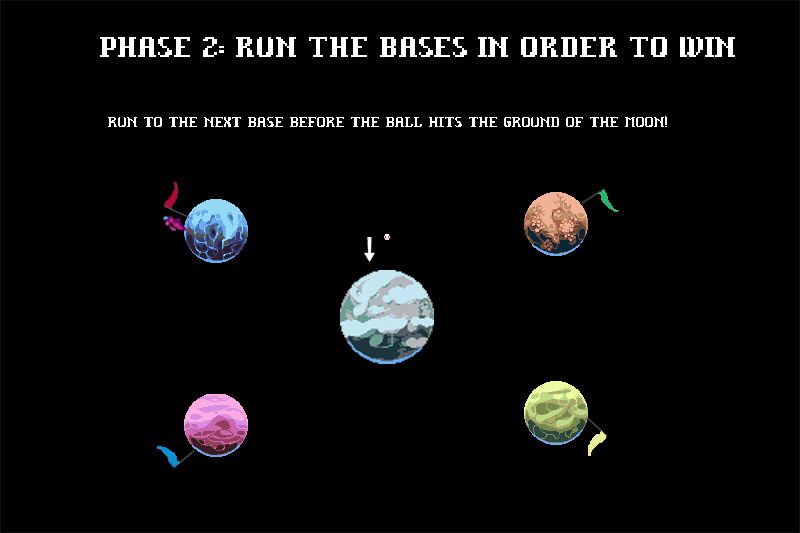 PHASE 2: RUN THE BASES IN ORDER TO WIN
RUN TO THE NEXT BASE BEFORE THE BALL HITS THE GROUND OF THE MOON!